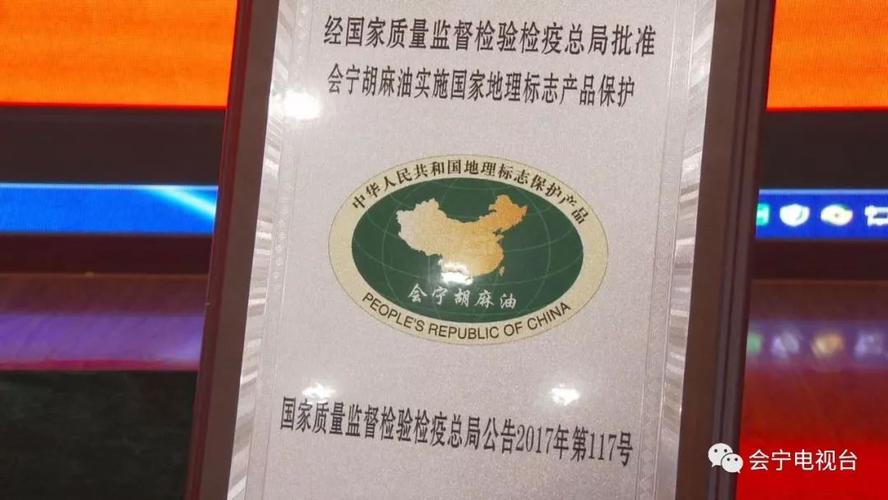 经国家质量监督检验检疫总局批准
会宁胡麻油实施国家地理标志产品保护
中华人民共和国地理标志保护产品
会宁胡麻油
PEOPLE'S REPUBLIC OF CHINA
国家质量监督检验检疫总局公告2017年第117号
会宁电视台